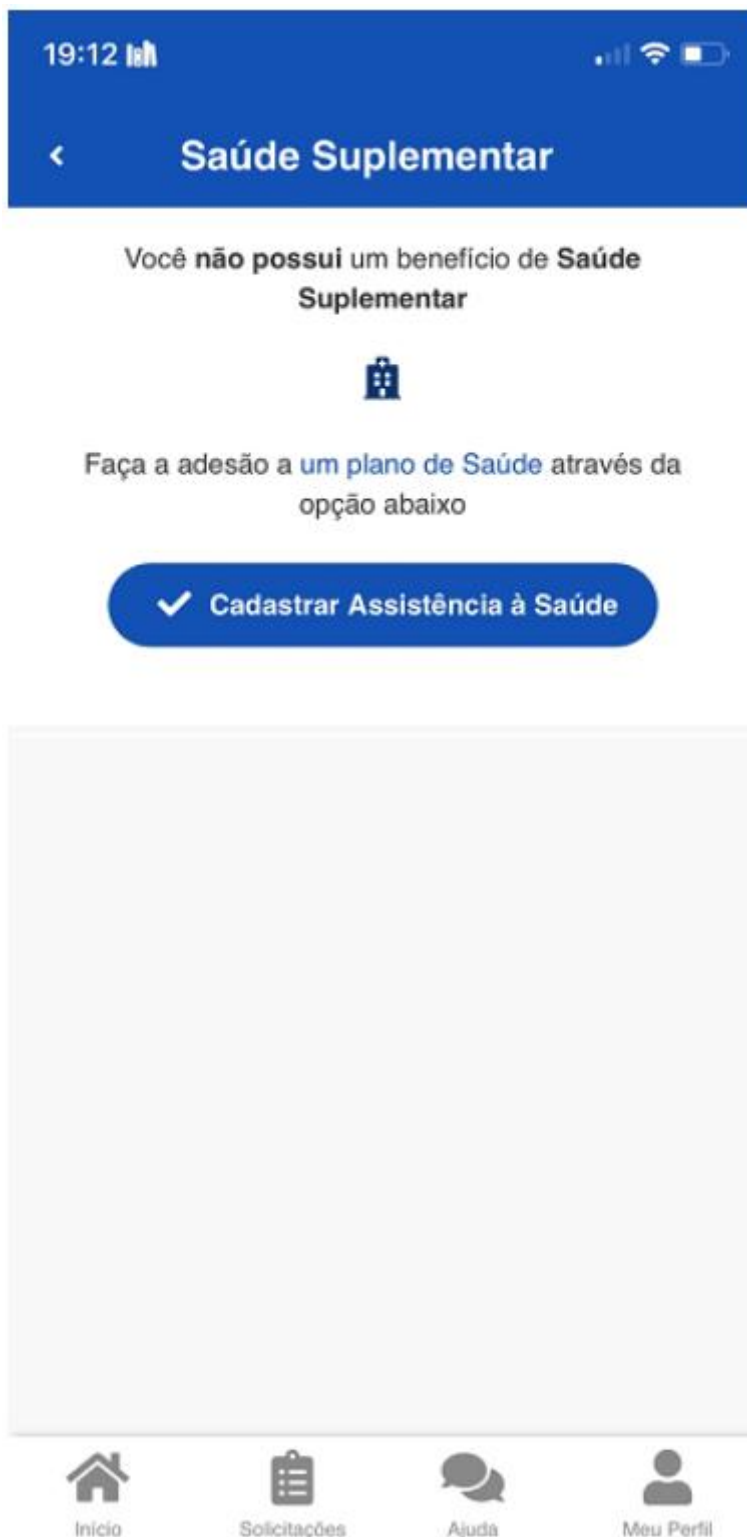 19:12
Saúde Suplementar
Você não possui um benefício de Saúde
Suplementar
Faça a adesão a um plano de Saúde através da
opção abaixo
Cadastrar Assistência à Saúde
Início
Solicitações
Ajuda
Meu Perfil